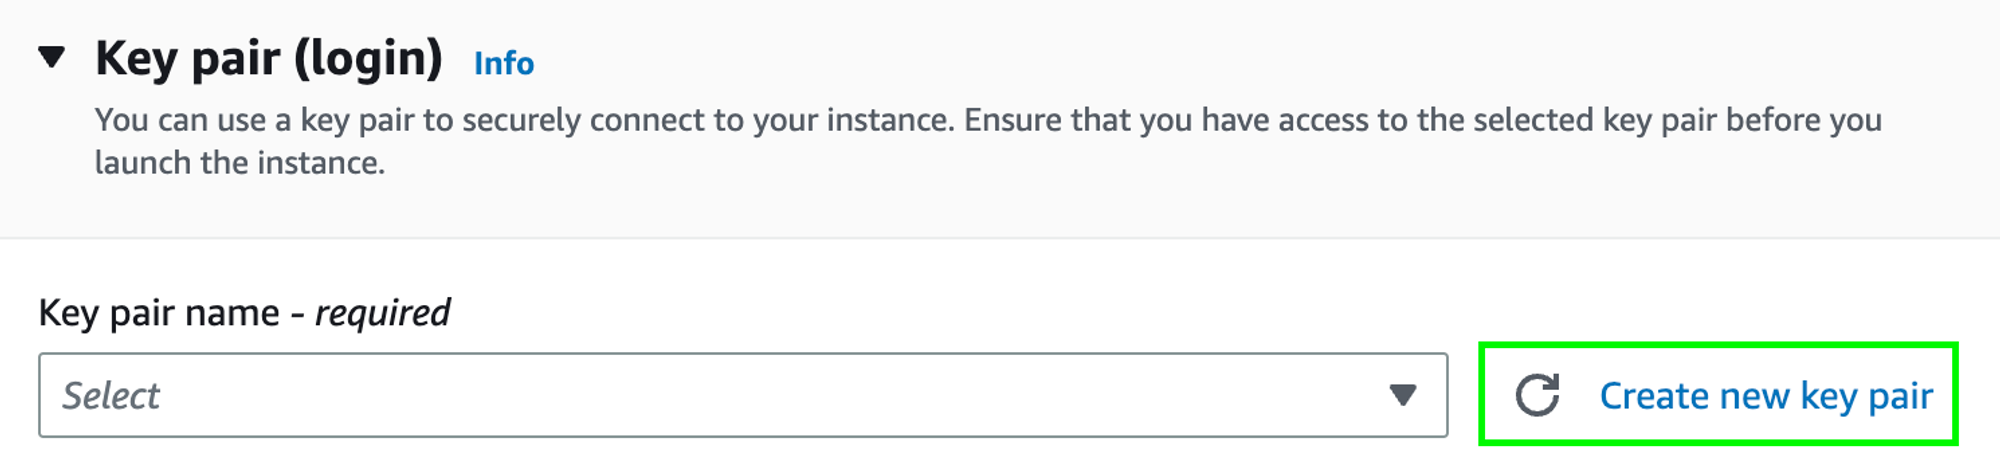 Key pair (login) Info
You can use a key pair to securely connect to your instance. Ensure that you have access to the selected key pair before you
launch the instance.
Key pair name - required
Select
Create new key pair